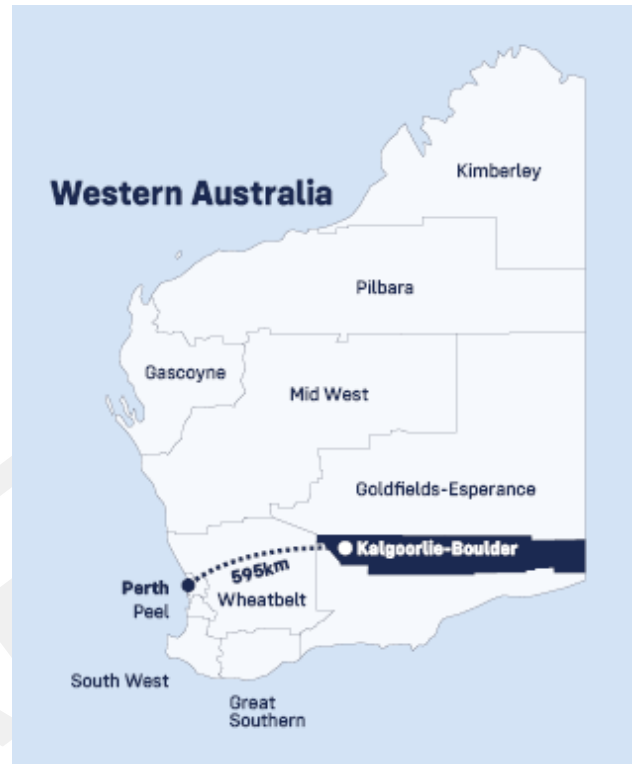 Kimberley
Western Australia
Pilbara
Gascoyne
Mid West
Goldfields-Esperance
Kalgoorlie-Boulder
595km
Perth
Wheatbelt
Peel
South West
Great
Southern